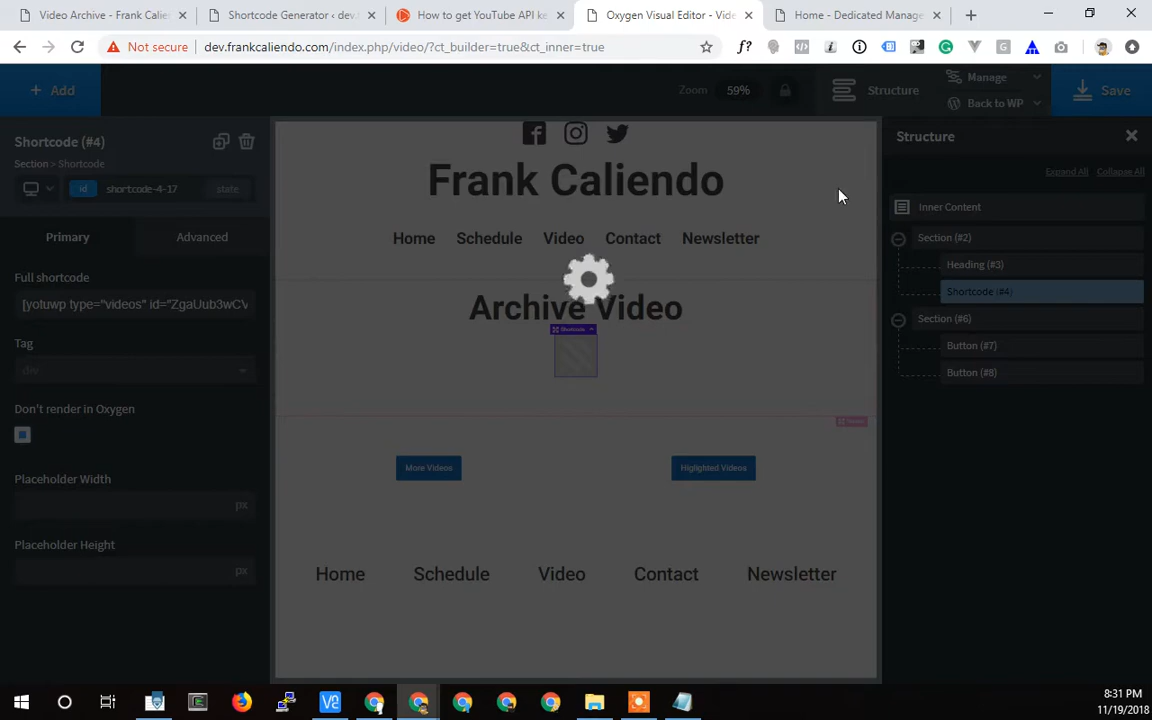 Video Archive - Frank Calien
Shortcode Generator ‹ dev.f
How to get YouTube API ke
Oxygen Visual Editor - Vide
Home - Dedicated Manage
Not secure
dev.frankcaliendo.com/index.php/video/?ct_builder=true&ct_inner=true
f?
+ Add
Zoom
59%
Structure
Manage
Back to WP
Save
Shortcode (#4)
Section > Shortcode
id
shortcode-4-17
state
Primary
Advanced
Full shortcode
[yotuwp type="videos" id="ZgaUub3wCV
Tag
div
Don't render in Oxygen
Placeholder Width
px
Placeholder Height
px
Frank Caliendo
Home
Schedule
Video
Contact
Newsletter
Archive Video
Shortcode
More Videos
Higlighted Videos
Home
Schedule
Video
Contact
Newsletter
Structure
Expand All
Collapse All
Inner Content
Section (#2)
Heading (#3)
Shortcode (#4)
Section (#6)
Button (#7)
Button (#8)
8:31 PM
11/19/2018